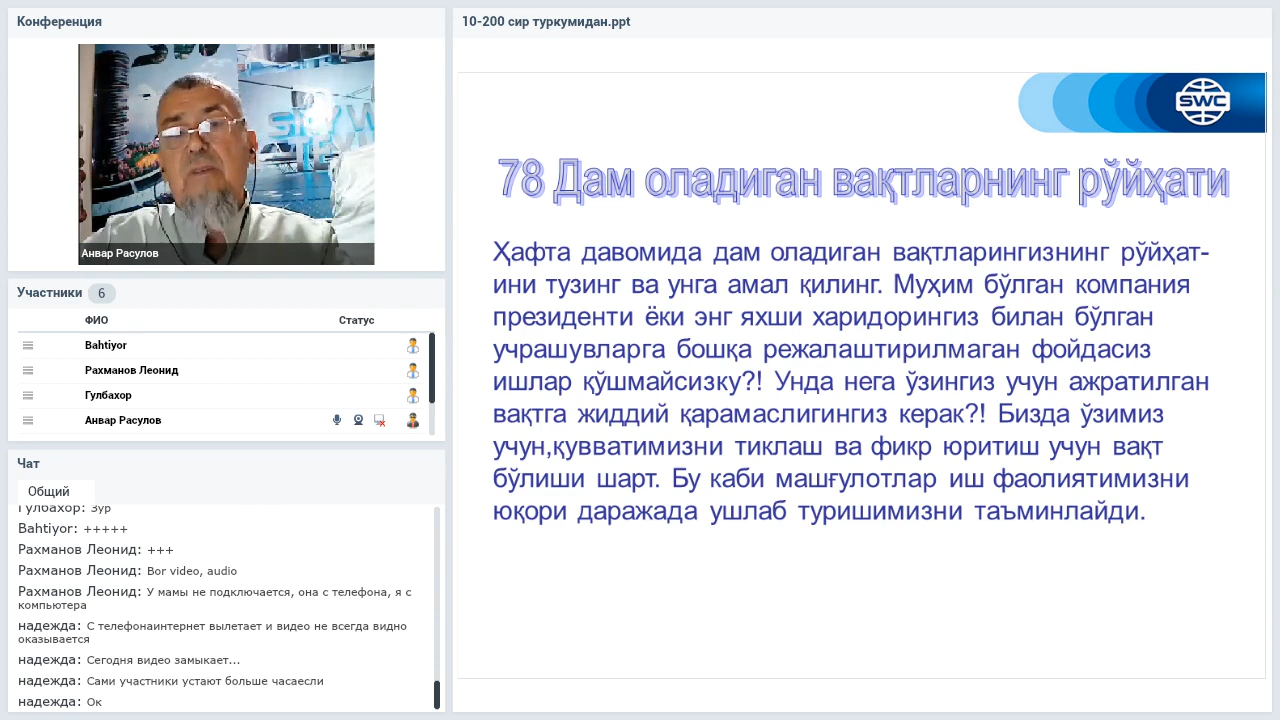 Конференция
Анвар Расулов
Участники 6
ФИО Статус
Bahtiyor
Рахманов Леонид
Гулбахор
Анвар Расулов
Чат
Общий
Гулбахор: Зур
Bahtiyor: +++++
Рахманов Леонид: +++
Рахманов Леонид: Bor video, audio
Рахманов Леонид: У мамы не подключается, она с телефона, я с
компьютера
надежда: С телефонаинтернет вылетает и видео не всегда видно
оказывается
надежда: Сегодня видео замыкает...
надежда: Сами участники устают больше часаесли
надежда: Ок
10-200 сир туркумидан.ppt
SWC
78 Дам оладиган вақтларнинг рўйҳати
Ҳафта давомида дам оладиган вақтларингизнинг рўйҳат-
ини тузинг ва унга амал қилинг. Муҳим бўлган компания
президенти ёки энг яхши харидорингиз билан бўлган
учрашувларга бошқа режалаштирилмаган фойдасиз
ишлар қўшмайсизку?! Унда нега ўзингиз учун ажратилган
вақтга жиддий қарамаслигингиз керак?! Бизда ўзимиз
учун,қувватимизни тиклаш ва фикр юритиш учун вақт
бўлиши шарт. Бу каби машғулотлар иш фаолиятимизни
юқори даражада ушлаб туришимизни таъминлайди.